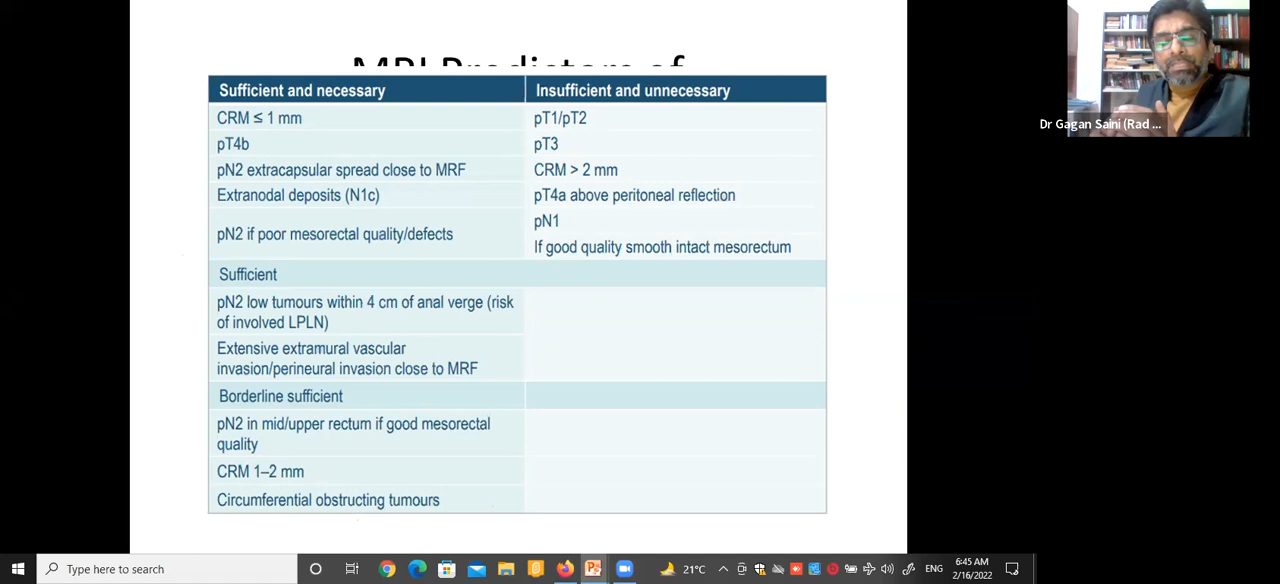 MRI Predictors of
Sufficient and necessary
Insufficient and unnecessary
CRM ≤ 1 mm
pT1/pT2
pT4b
pT3
pN2 extracapsular spread close to MRF
CRM > 2 mm
Extranodal deposits (N1c)
pT4a above peritoneal reflection
pN2 if poor mesorectal quality/defects
pN1
If good quality smooth intact mesorectum
Sufficient
pN2 low tumours within 4 cm of anal verge (risk
of involved LPLN)
Extensive extramural vascular
invasion/perineural invasion close to MRF
Borderline sufficient
pN2 in mid/upper rectum if good mesorectal
quality
CRM 1–2 mm
Circumferential obstructing tumours
Dr Gagan Saini (Rad ...
Type here to search
21°C
ENG
6:45 AM
2/16/2022